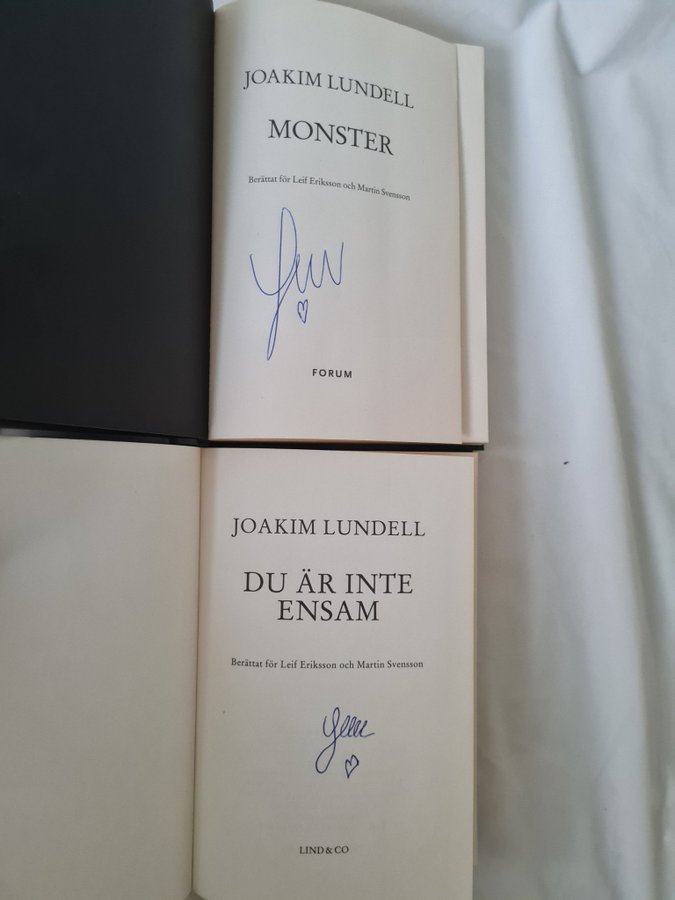 JOAKIM LUNDELL
MONSTER
Berättat för Leif Eriksson och Martin Svensson
FORUM
JOAKIM LUNDELL
DU ÄR INTE
ENSAM
Berättat för Leif Eriksson och Martin Svensson
LIND & CO